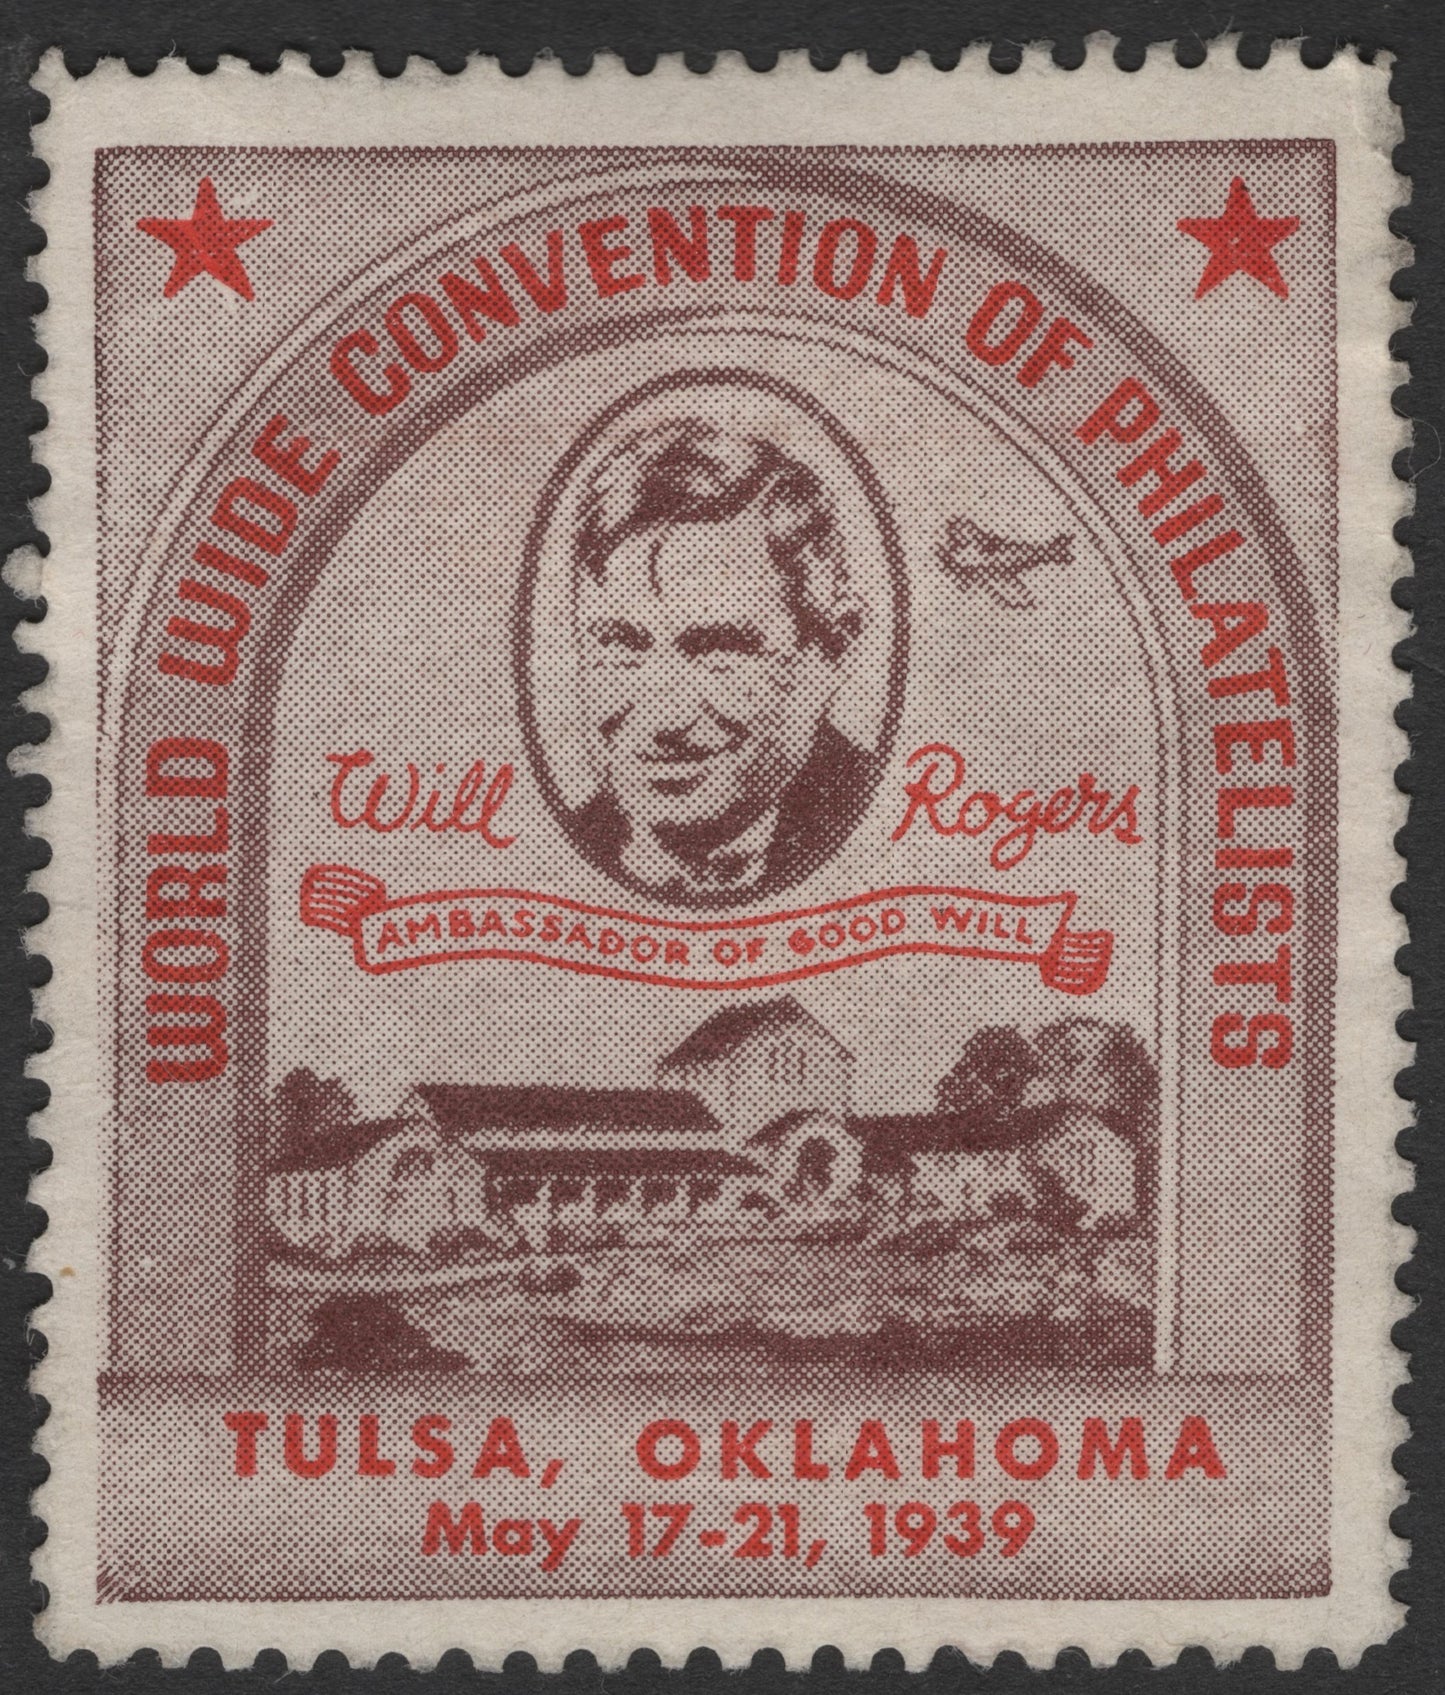 WORLD WIDE CONVENTION OF PHILATELISTS
Will Rogers
AMBASSADOR OF GOOD WILL
TULSA, OKLAHOMA
May 17-21, 1939